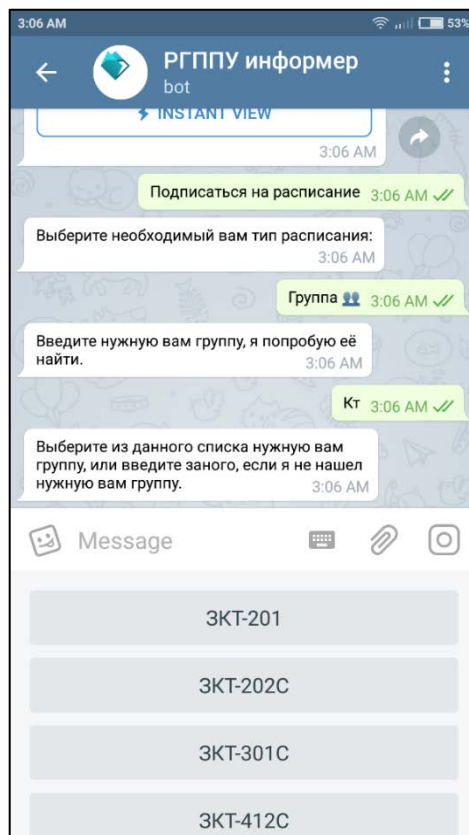 3:06 AM 53%
РГППУ информер
bot
INSTANT VIEW
3:06 AM
Подписаться на расписание 3:06 AM
Выберите необходимый вам тип расписания:
3:06 AM
Группа 3:06 AM
Введите нужную вам группу, я попробую её
найти. 3:06 AM
Кт 3:06 AM
Выберите из данного списка нужную вам
группу, или введите заного, если я не нашел
нужную вам группу. 3:06 AM
Message
ЗКТ-201
ЗКТ-202С
ЗКТ-301С
ЗКТ-412С